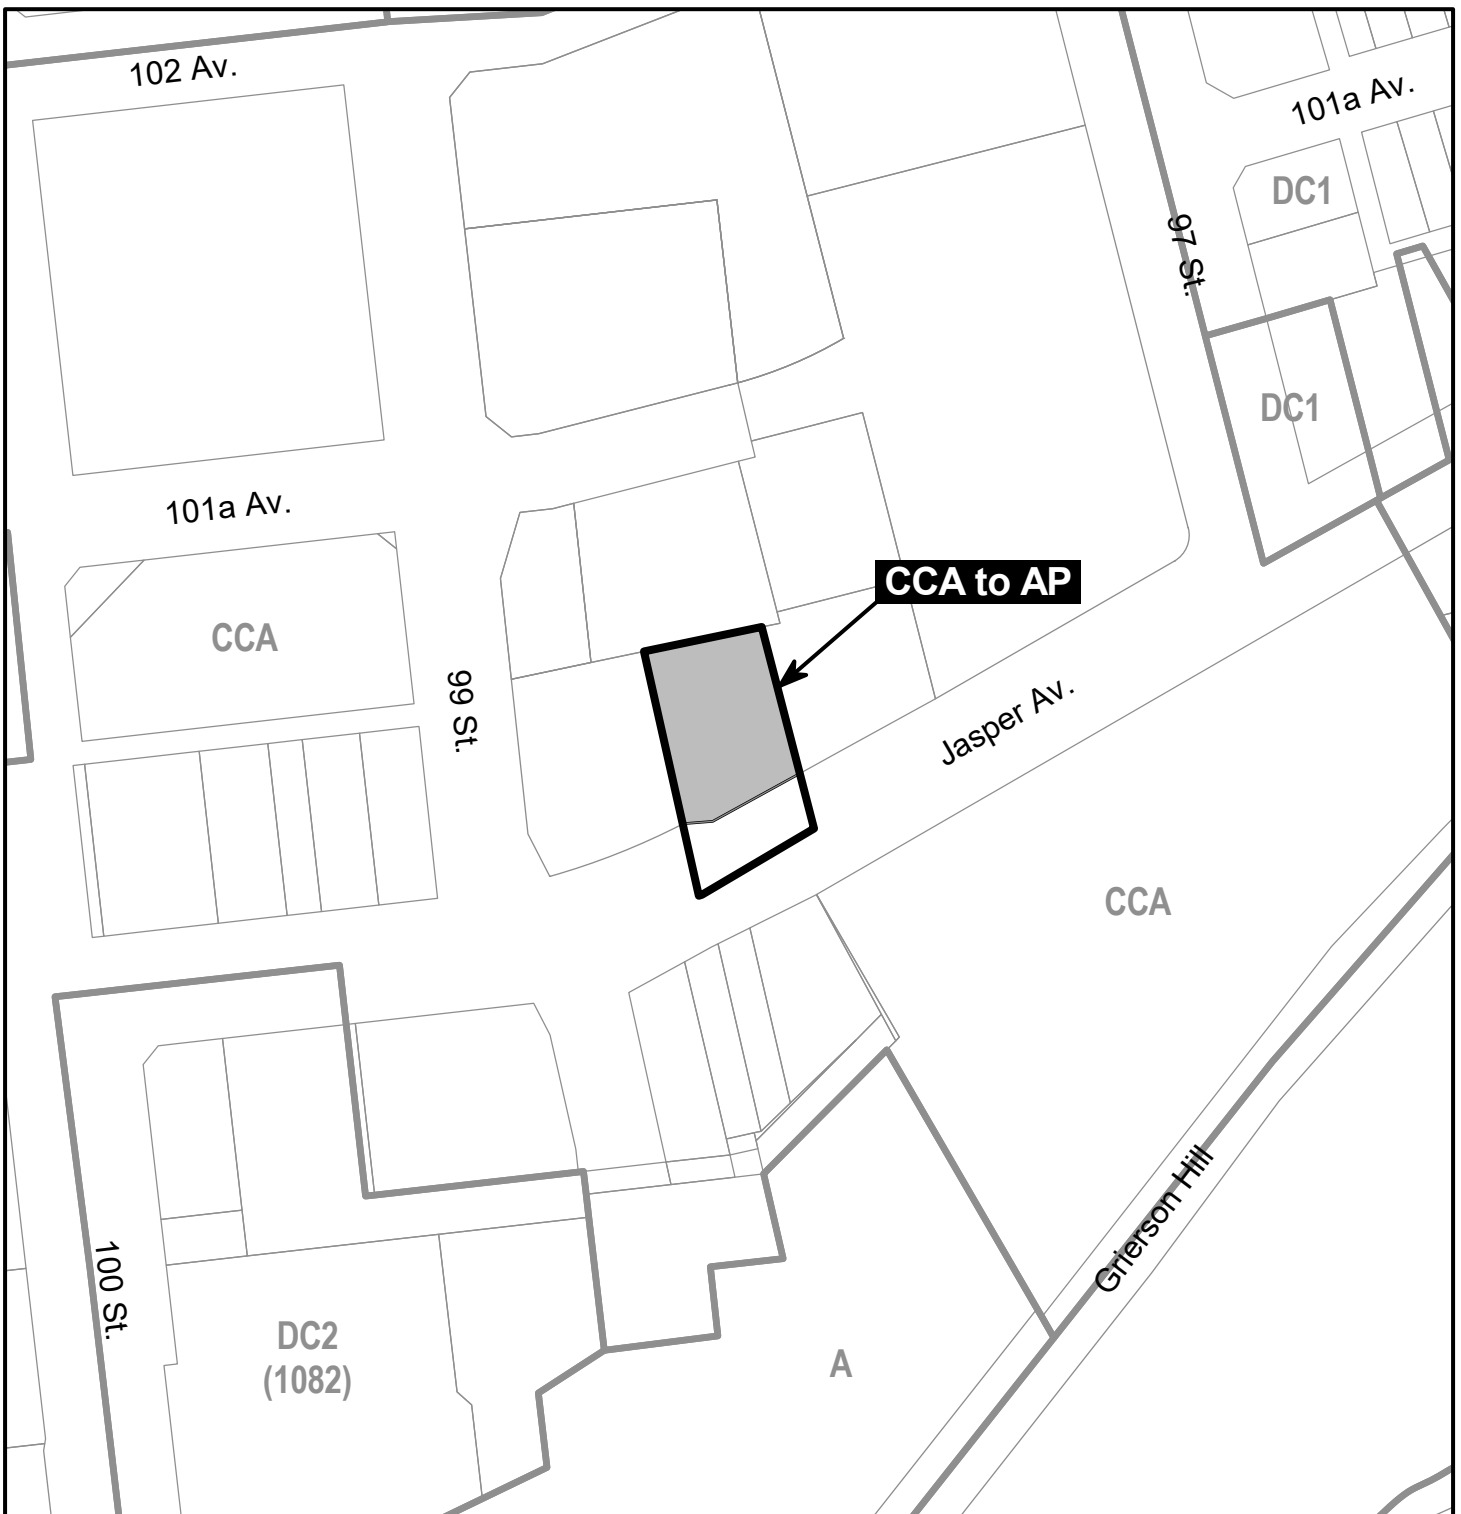 102 Av.
101a Av.
DC1
97 St.
DC1
101a Av.
CCA to AP
CCA
99 St.
Jasper Av.
CCA
Grierson Hill
100 St.
DC2
(1082)
A